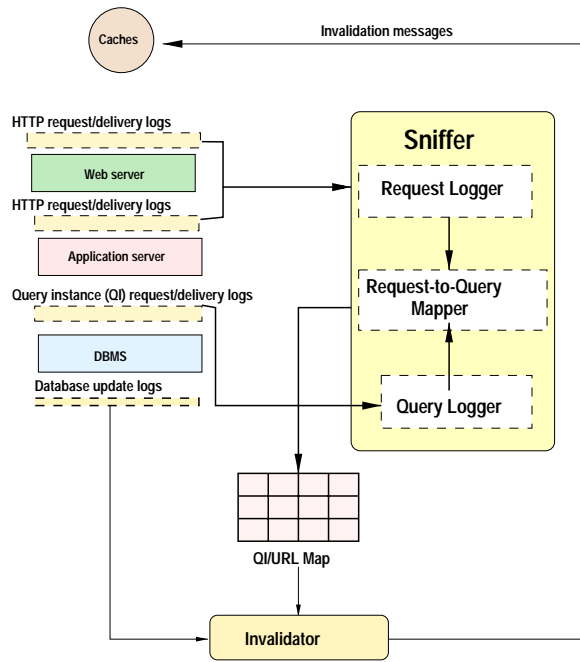 Invalidation messages
Caches
HTTP request/delivery logs
Web server
HTTP request/delivery logs
Application server
Query instance (QI) request/delivery logs
DBMS
Database update logs
Sniffer
Request Logger
Request-to-Query
Mapper
Query Logger
QI/URL Map
Invalidator